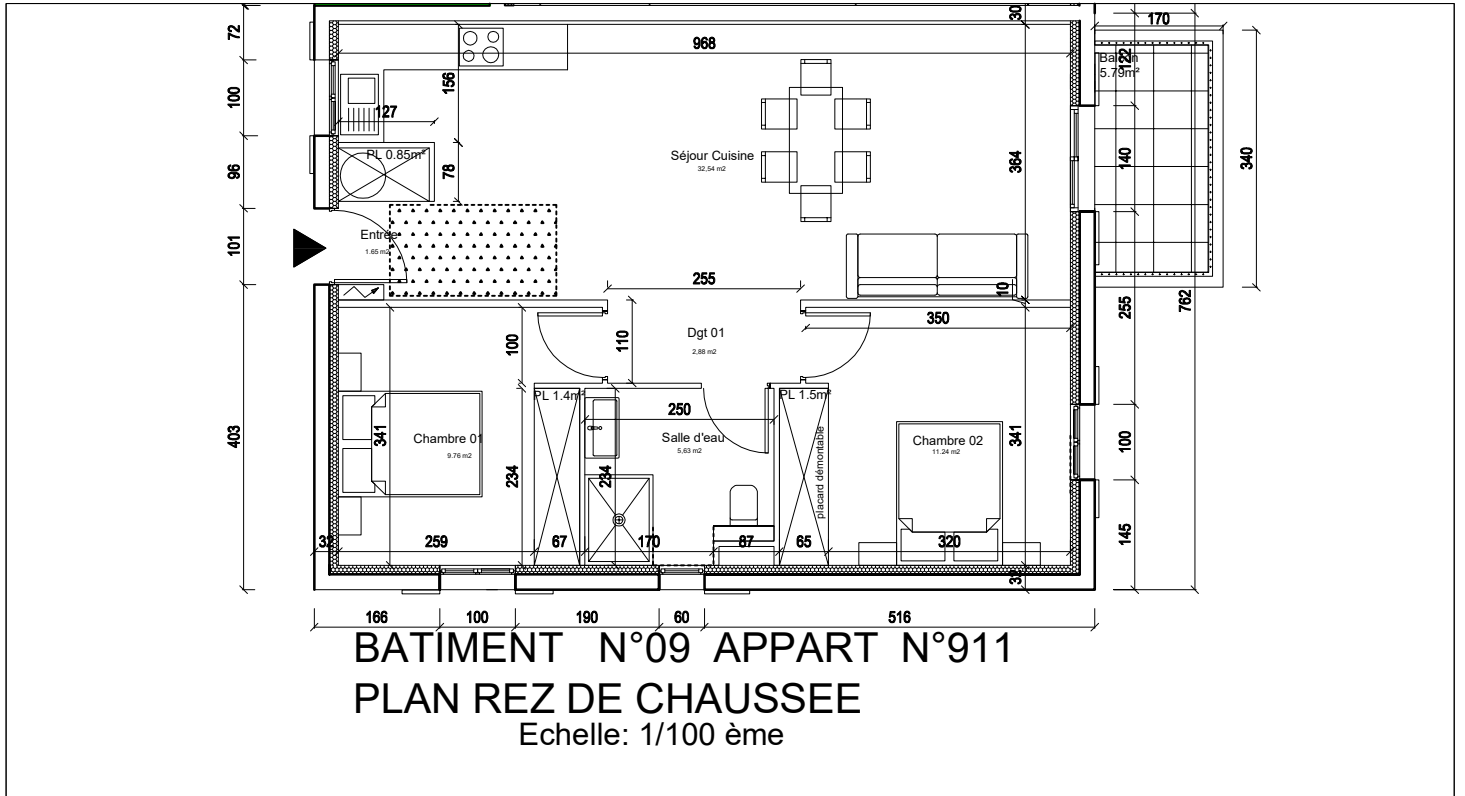 30
170
72
968
Balcon
5.79m²
122
100
156
127
PL 0.85m²
Séjour Cuisine
32,54 m2
364
140
340
96
78
Entrée
1.65 m2
101
255
10
762
350
255
100
110
Dgt 01
2,88 m2
PL 1.4m²
PL 1.5m²
250
403
Chambre 01
9.76 m2
341
234
234
Salle d'eau
5,63 m2
placard démontable
Chambre 02
11.24 m2
341
100
145
32
259
67
170
87
65
320
32
166
100
190
60
516
BATIMENT N°09 APPART N°911
PLAN REZ DE CHAUSSEE
Echelle: 1/100 ème